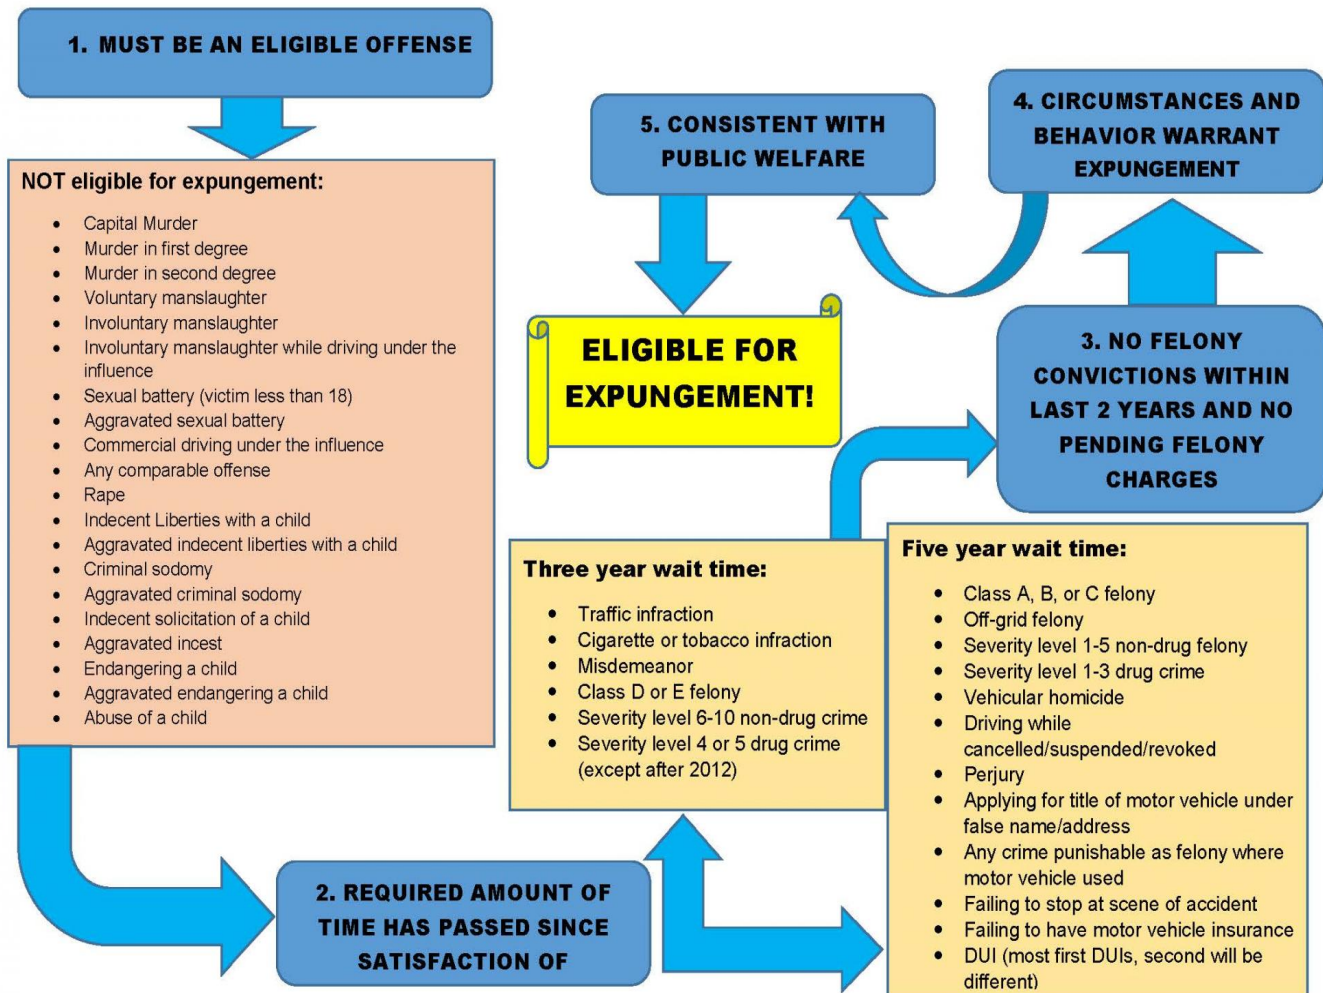 1. MUST BE AN ELIGIBLE OFFENSE
NOT eligible for expungement:
• Capital Murder
• Murder in first degree
• Murder in second degree
• Voluntary manslaughter
• Involuntary manslaughter
• Involuntary manslaughter while driving under the
influence
• Sexual battery (victim less than 18)
• Aggravated sexual battery
• Commercial driving under the influence
• Any comparable offense
• Rape
• Indecent Liberties with a child
• Aggravated indecent liberties with a child
• Criminal sodomy
• Aggravated criminal sodomy
• Indecent solicitation of a child
• Aggravated incest
• Endangering a child
• Aggravated endangering a child
• Abuse of a child
2. REQUIRED AMOUNT OF
TIME HAS PASSED SINCE
SATISFACTION OF
Three year wait time:
• Traffic infraction
• Cigarette or tobacco infraction
• Misdemeanor
• Class D or E felony
• Severity level 6-10 non-drug crime
• Severity level 4 or 5 drug crime
(except after 2012)
Five year wait time:
• Class A, B, or C felony
• Off-grid felony
• Severity level 1-5 non-drug felony
• Severity level 1-3 drug crime
• Vehicular homicide
• Driving while
cancelled/suspended/revoked
• Perjury
• Applying for title of motor vehicle under
false name/address
• Any crime punishable as felony where
motor vehicle used
• Failing to stop at scene of accident
• Failing to have motor vehicle insurance
• DUI (most first DUIs, second will be
different)
3. NO FELONY
CONVICTIONS WITHIN
LAST 2 YEARS AND NO
PENDING FELONY
CHARGES
4. CIRCUMSTANCES AND
BEHAVIOR WARRANT
EXPUNGEMENT
5. CONSISTENT WITH
PUBLIC WELFARE
ELIGIBLE FOR
EXPUNGEMENT!